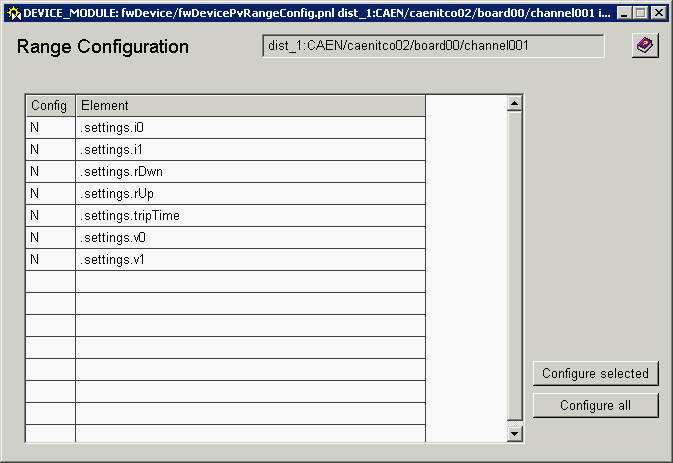 DEVICE_MODULE: fwDevice/fwDevicePvRangeConfig.pnl dist_1:CAEN/caenitco02/board00/channel001 i...
Range Configuration
dist_1:CAEN/caenitco02/board00/channel001
Config Element
N .settings.i0
N .settings.i1
N .settings.rDwn
N .settings.rUp
N .settings.tripTime
N .settings.v0
N .settings.v1
Configure selected
Configure all